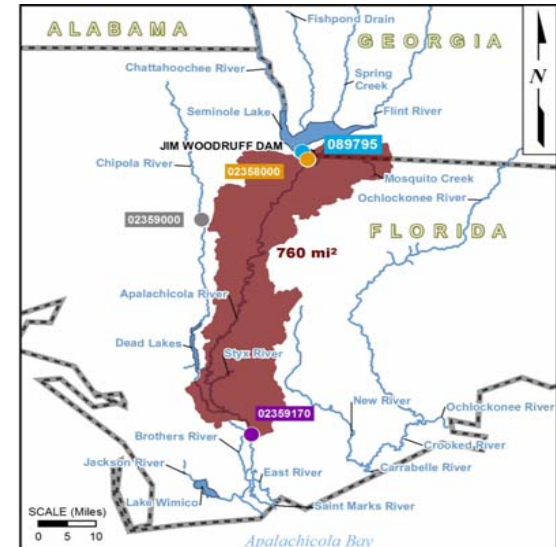 ALABAMA
Fishpond Drain
GEORGIA
Chattahoochee River
Spring
Creek
Seminole Lake
Flint River
N
JIM WOODRUFF DAM
089795
Chipola River
02358000
Mosquito Creek
Ochlockonee River
02359000
FLORIDA
760 mi²
Apalachicola River
Dead Lakes
Styx River
02359170
New River
Ochlockonee River
Brothers River
Crooked River
Jackson River
East River
Carrabelle River
Lake Wimico
Saint Marks River
SCALE (Miles)
0 5 10
Apalachicola Bay